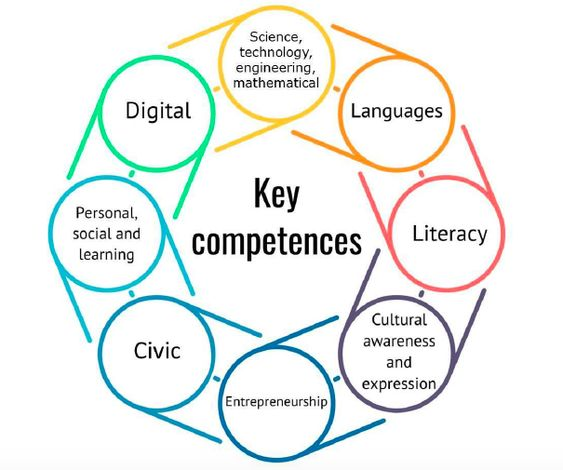 Key
competences
Science,
technology,
engineering,
mathematical
Languages
Literacy
Cultural
awareness
and
expression
Entrepreneurship
Civic
Personal,
social and
learning
Digital